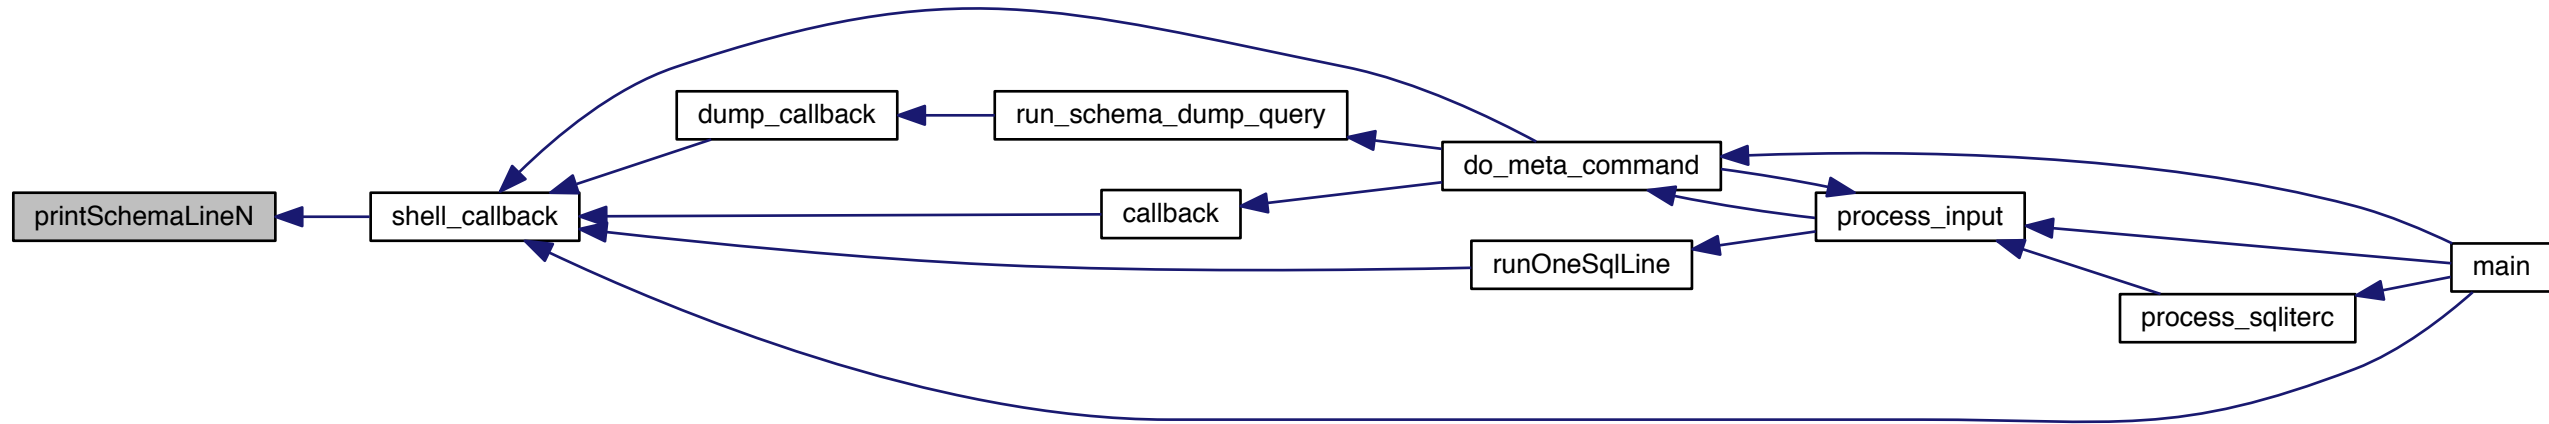 printSchemaLineN
shell_callback
dump_callback
run_schema_dump_query
callback
do_meta_command
runOneSqlLine
process_input
process_sqliterc
main